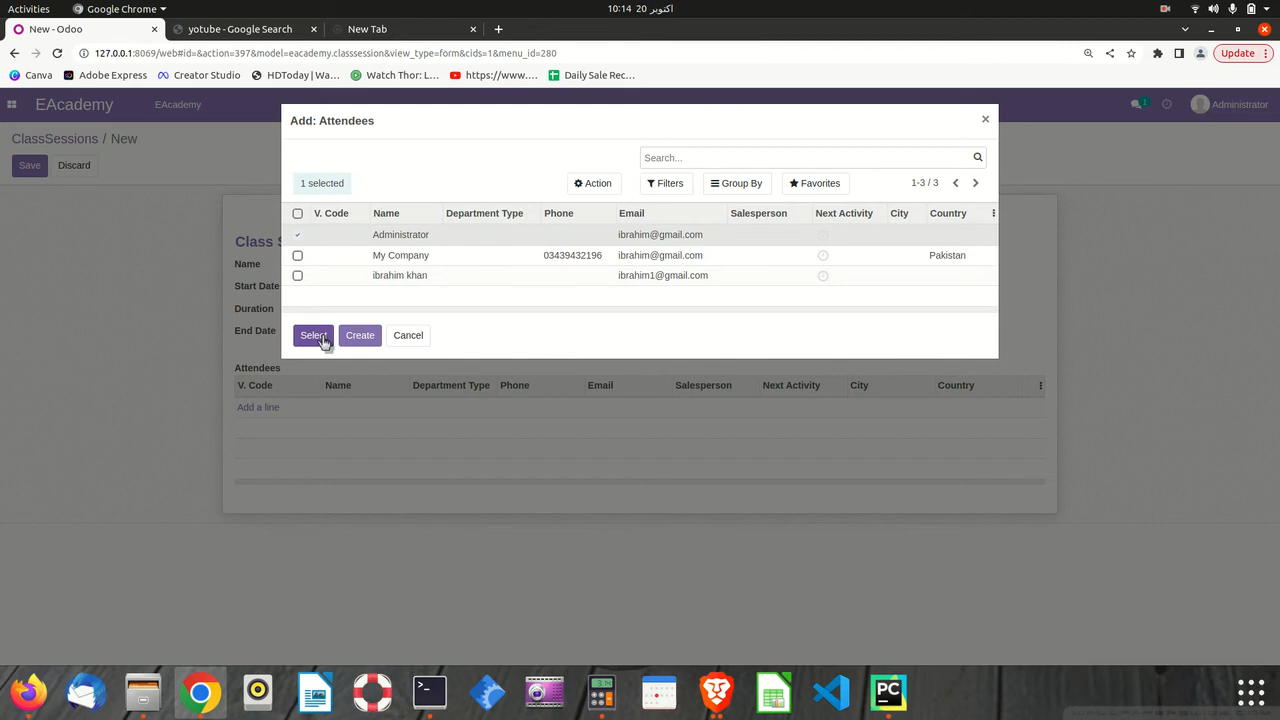 Activities
Google Chrome
10:14 اکتوبر 20
New - Odoo
yotube - Google Search
New Tab
127.0.0.1:8069/web#id=&action=397&model=eacademy.classsession&view_type=form&cids=1&menu_id=280
Update
Canva
Adobe Express
Creator Studio
HDToday | Wa...
Watch Thor: L...
https://www....
Daily Sale Rec...
EAcademy
EAcademy
1
Administrator
ClassSessions / New
Save
Discard
Add: Attendees
Search...
1 selected
Action
Filters
Group By
Favorites
1-3 / 3
V. Code Name Department Type Phone Email Salesperson Next Activity City Country
Administrator ibrahim@gmail.com
My Company 03439432196 ibrahim@gmail.com Pakistan
ibrahim khan ibrahim1@gmail.com
Select
Create
Cancel
Class S
Name
Start Date
Duration
End Date
Attendees
V. Code Name Department Type Phone Email Salesperson Next Activity City Country
Add a line